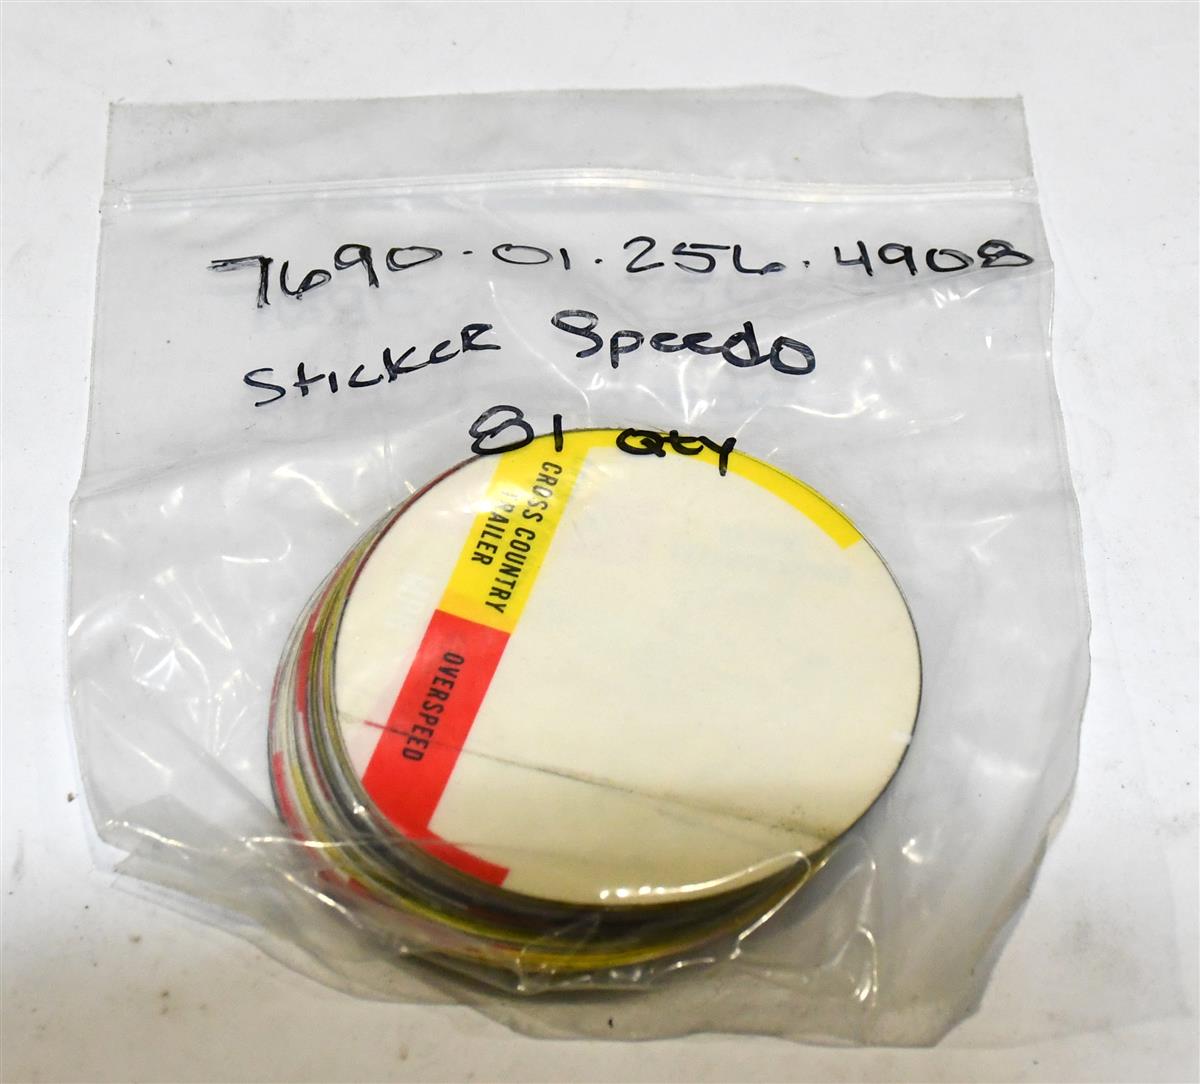 7690-01.256.4908
Sticker Speedo
81 Qty
CROSS COUNTRY
TRAILER
OVERSPEED